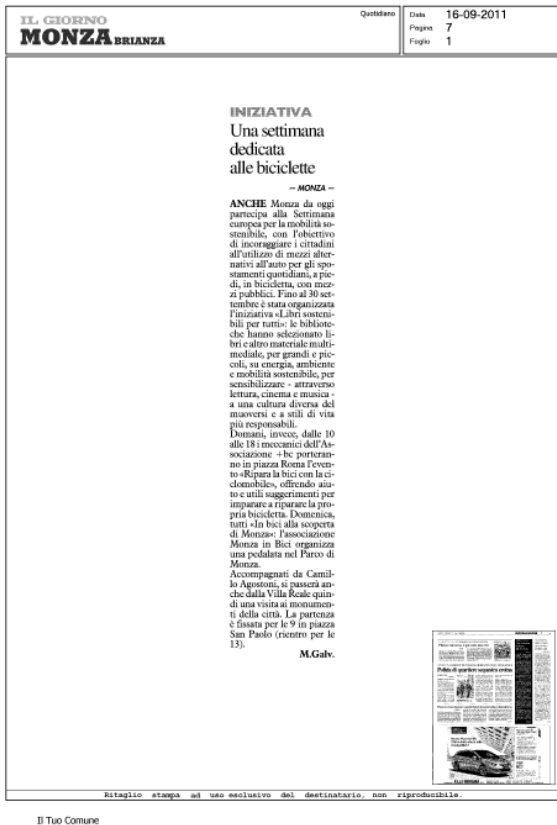 IL GIORNO
MONZA BRIANZA
Quotidiano
Data 16-09-2011
Pagina 7
Foglio 1
INIZIATIVA
Una settimana
dedicata
alle biciclette
– MONZA –
ANCHE Monza da oggi
partecipa alla Settimana
europea per la mobilità so-
stenibile, con l'obiettivo
di incoraggiare i cittadini
all'utilizzo di mezzi alter-
nativi all'auto per gli spo-
stamenti quotidiani, a pie-
di, in bicicletta, con mez-
zi pubblici. Fino al 30 set-
tembre è stata organizzata
l'iniziativa «Libri sosteni-
bili per tutti»: le bibliote-
che hanno selezionato li-
bri e altro materiale multi-
mediale, per grandi e pic-
coli, su energia, ambiente
e mobilità sostenibile, per
sensibilizzare - attraverso
lettura, cinema e musica -
a una cultura diversa del
muoversi e a stili di vita
più responsabili.
Domani, invece, dalle 10
alle 18 i meccanici dell'As-
sociazione +bc porteran-
no in piazza Roma l'even-
to «Ripara la bici con la ci-
clomobile», offrendo aiu-
to e utili suggerimenti per
imparare a riparare la pro-
pria bicicletta. Domenica,
tutti «In bici alla scoperta
di Monza»: l'associazione
Monza in Bici organizza
una pedalata nel Parco di
Monza.
Accompagnati da Camil-
lo Agostoni, si passerà an-
che dalla Villa Reale quin-
di una visita ai monumen-
ti della città. La partenza
è fissata per le 9 in piazza
San Paolo (rientro per le
13).
M.Galv.
Polizia di quartiere
Ritaglio stampa ad uso esclusivo del destinatario, non riproducibile.
Il Tuo Comune